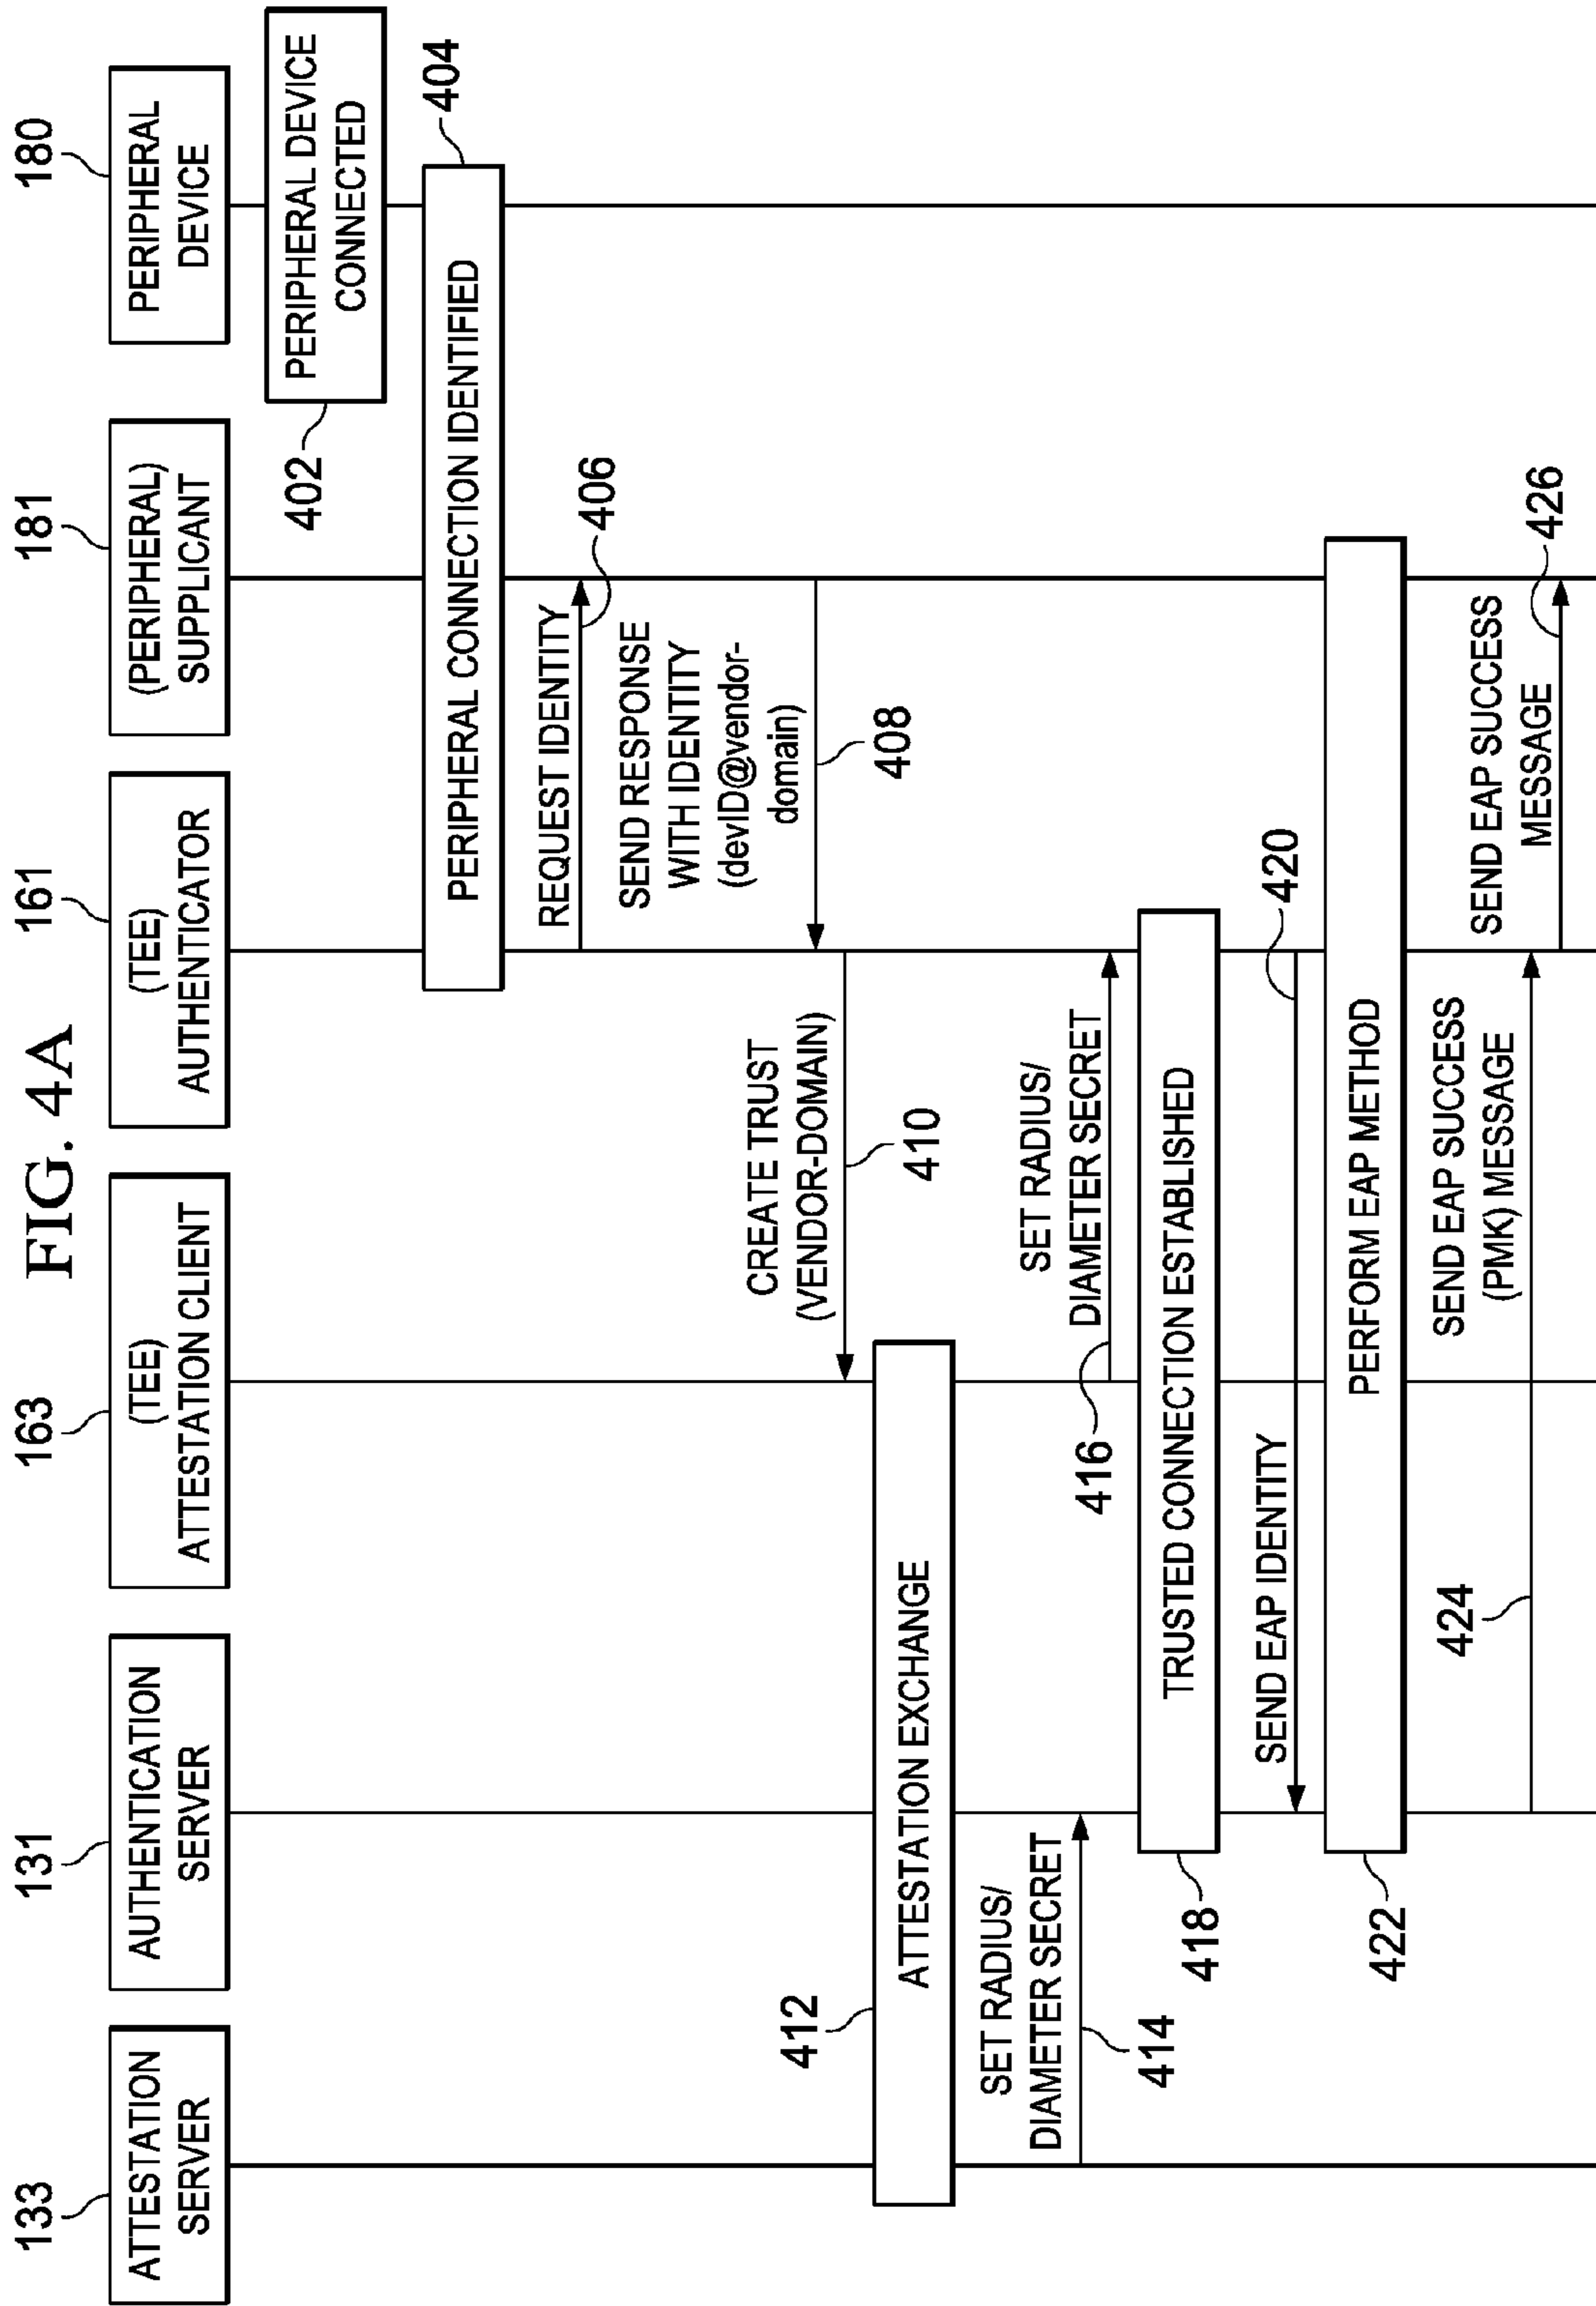 FIG. 4A
133
131
163
161
181
180
ATTESTATION
SERVER
AUTHENTICATION
SERVER
(TEE)
ATTESTATION CLIENT
(TEE)
AUTHENTICATOR
(PERIPHERAL)
SUPPLICANT
PERIPHERAL
DEVICE
402
PERIPHERAL DEVICE
CONNECTED
PERIPHERAL CONNECTION IDENTIFIED
404
REQUEST IDENTITY
406
SEND RESPONSE
WITH IDENTITY
(devID@vendor-
domain)
408
CREATE TRUST
(VENDOR-DOMAIN)
410
412
ATTESTATION EXCHANGE
SET RADIUS/
DIAMETER SECRET
414
SET RADIUS/
DIAMETER SECRET
416
TRUSTED CONNECTION ESTABLISHED
418
SEND EAP IDENTITY
420
PERFORM EAP METHOD
422
SEND EAP SUCCESS
(PMK) MESSAGE
424
SEND EAP SUCCESS
MESSAGE
426